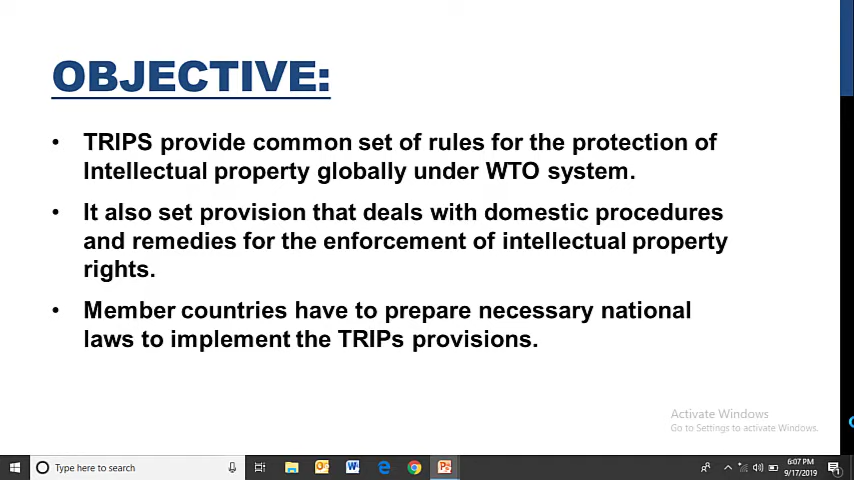 OBJECTIVE:
• TRIPS provide common set of rules for the protection of
Intellectual property globally under WTO system.
• It also set provision that deals with domestic procedures
and remedies for the enforcement of intellectual property
rights.
• Member countries have to prepare necessary national
laws to implement the TRIPs provisions.
Activate Windows
Go to Settings to activate Windows.
Type here to search
6:07 PM
9/17/2019